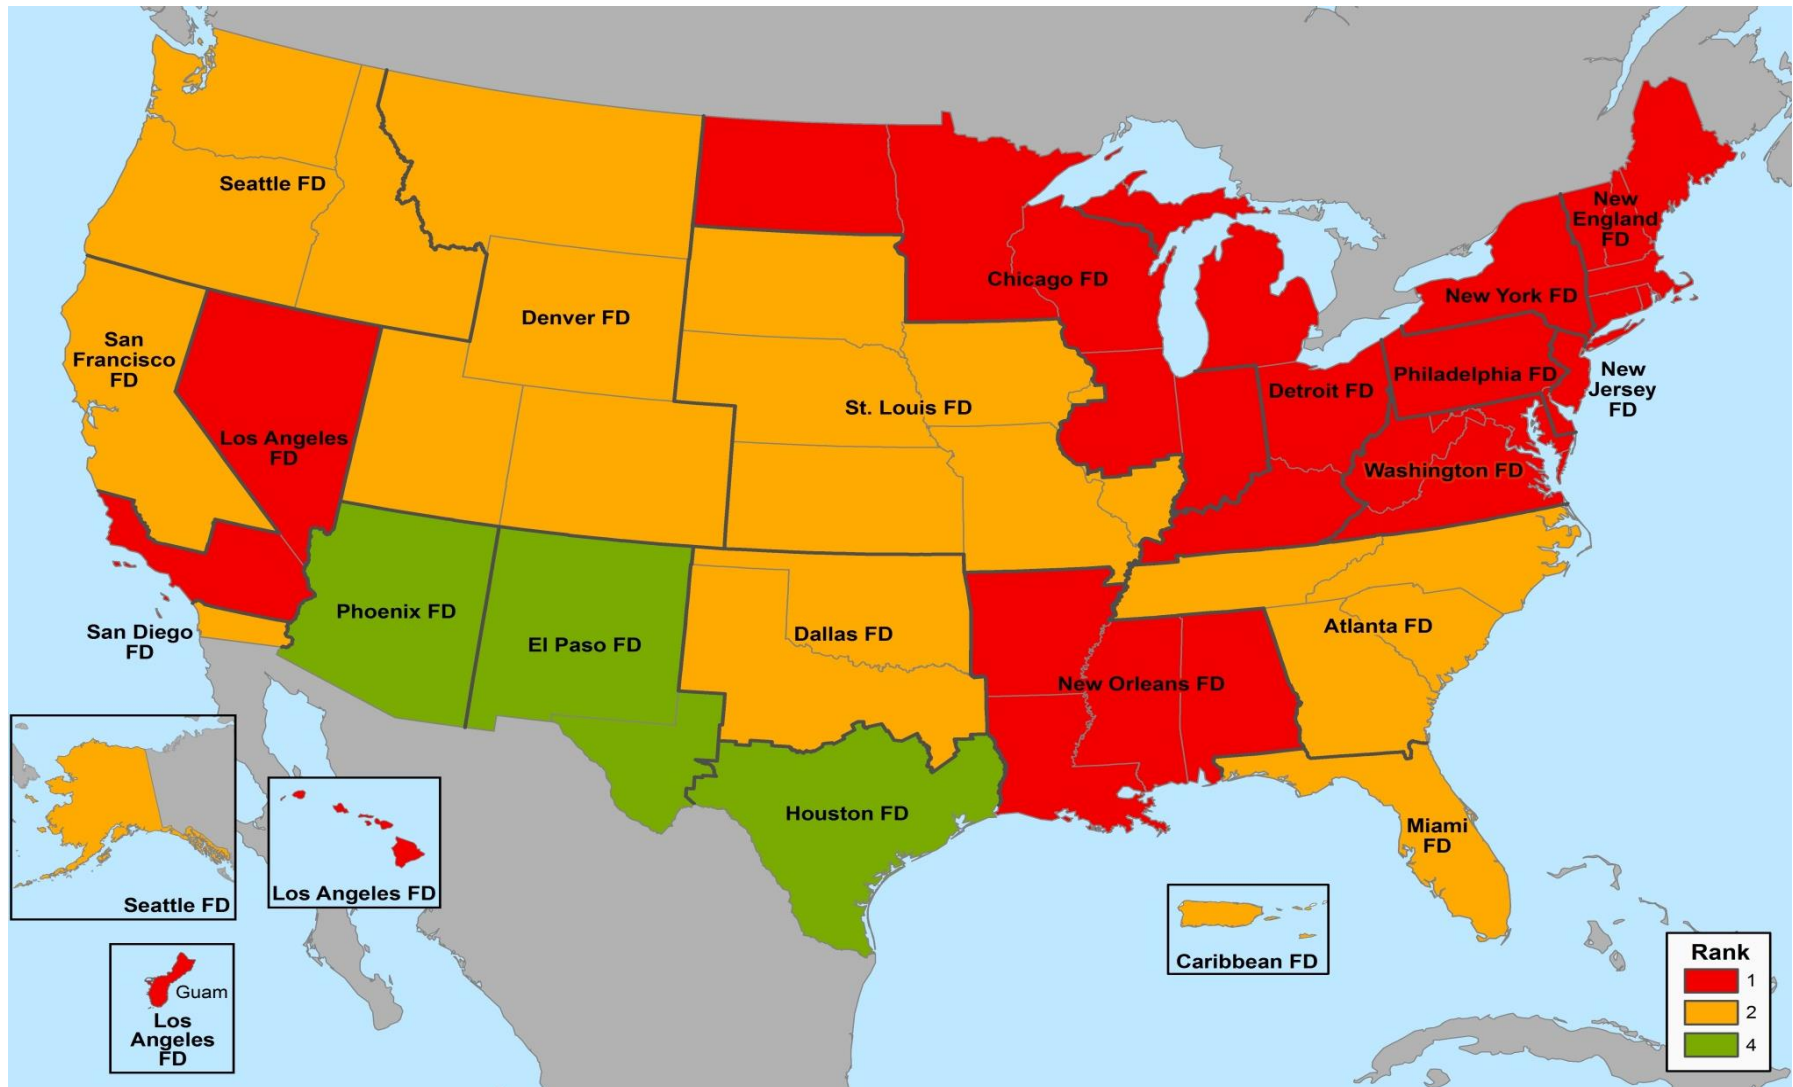 Seattle FD
New
England
FD
Chicago FD
New York FD
Denver FD
San
Francisco
FD
Philadelphia FD
Detroit FD
New
Jersey
FD
St. Louis FD
Los Angeles
FD
Washington FD
Phoenix FD
San Diego
FD
El Paso FD
Dallas FD
Atlanta FD
New Orleans FD
Houston FD
Miami
FD
Seattle FD
Los Angeles FD
Caribbean FD
Guam
Los
Angeles
FD
Rank
1
2
4